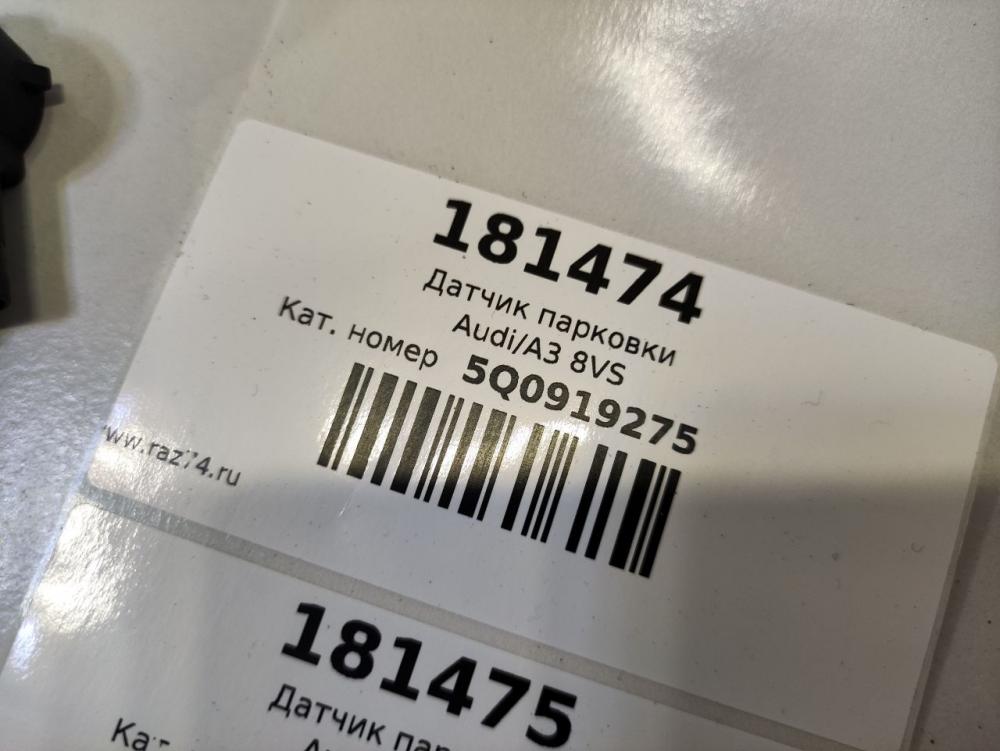 181474
Датчик парковки
Audi/A3 8VS
Кат. номер 5Q0919275
www.raz74.ru
181475
Датчик